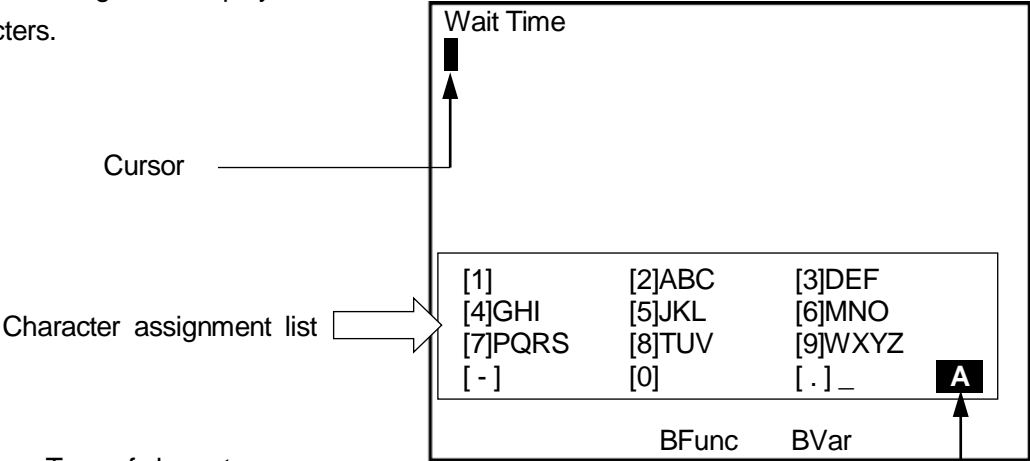 cters.
Wait Time
Cursor
Character assignment list
[1] [2]ABC [3]DEF
[4]GHI [5]JKL [6]MNO
[7]PQRS [8]TUV [9]WXYZ
[ - ] [0] [ . ] _ A
BFunc BVar